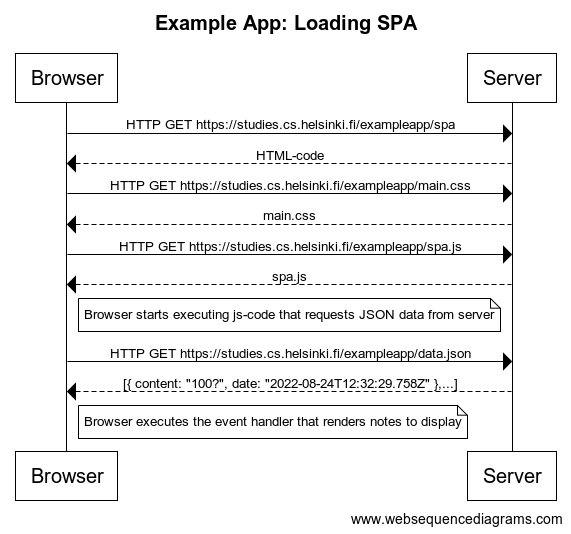 Example App: Loading SPA
Browser
Server
HTTP GET https://studies.cs.helsinki.fi/exampleapp/spa
HTML-code
HTTP GET https://studies.cs.helsinki.fi/exampleapp/main.css
main.css
HTTP GET https://studies.cs.helsinki.fi/exampleapp/spa.js
spa.js
Browser starts executing js-code that requests JSON data from server
HTTP GET https://studies.cs.helsinki.fi/exampleapp/data.json
[{ content: "100?", date: "2022-08-24T12:32:29.758Z" },...]
Browser executes the event handler that renders notes to display
Browser
Server
www.websequencediagrams.com